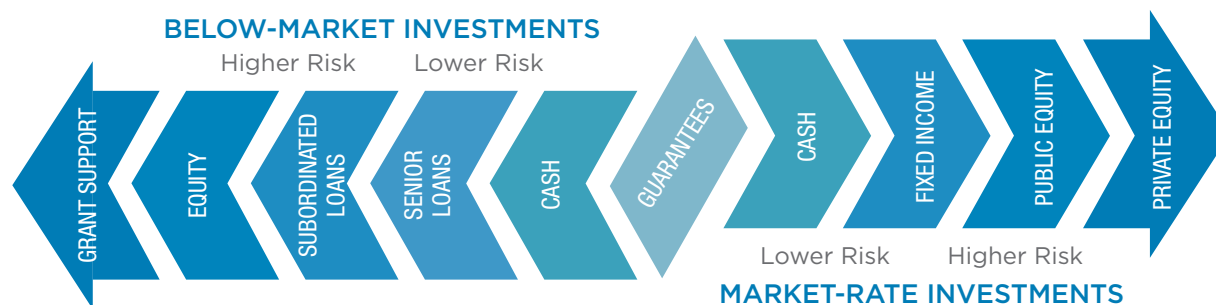 BELOW-MARKET INVESTMENTS
Higher Risk
Lower Risk
GRANT SUPPORT
EQUITY
SUBORDINATED
LOANS
SENIOR
LOANS
CASH
GUARANTEES
CASH
FIXED INCOME
PUBLIC EQUITY
PRIVATE EQUITY
Lower Risk
Higher Risk
MARKET-RATE INVESTMENTS